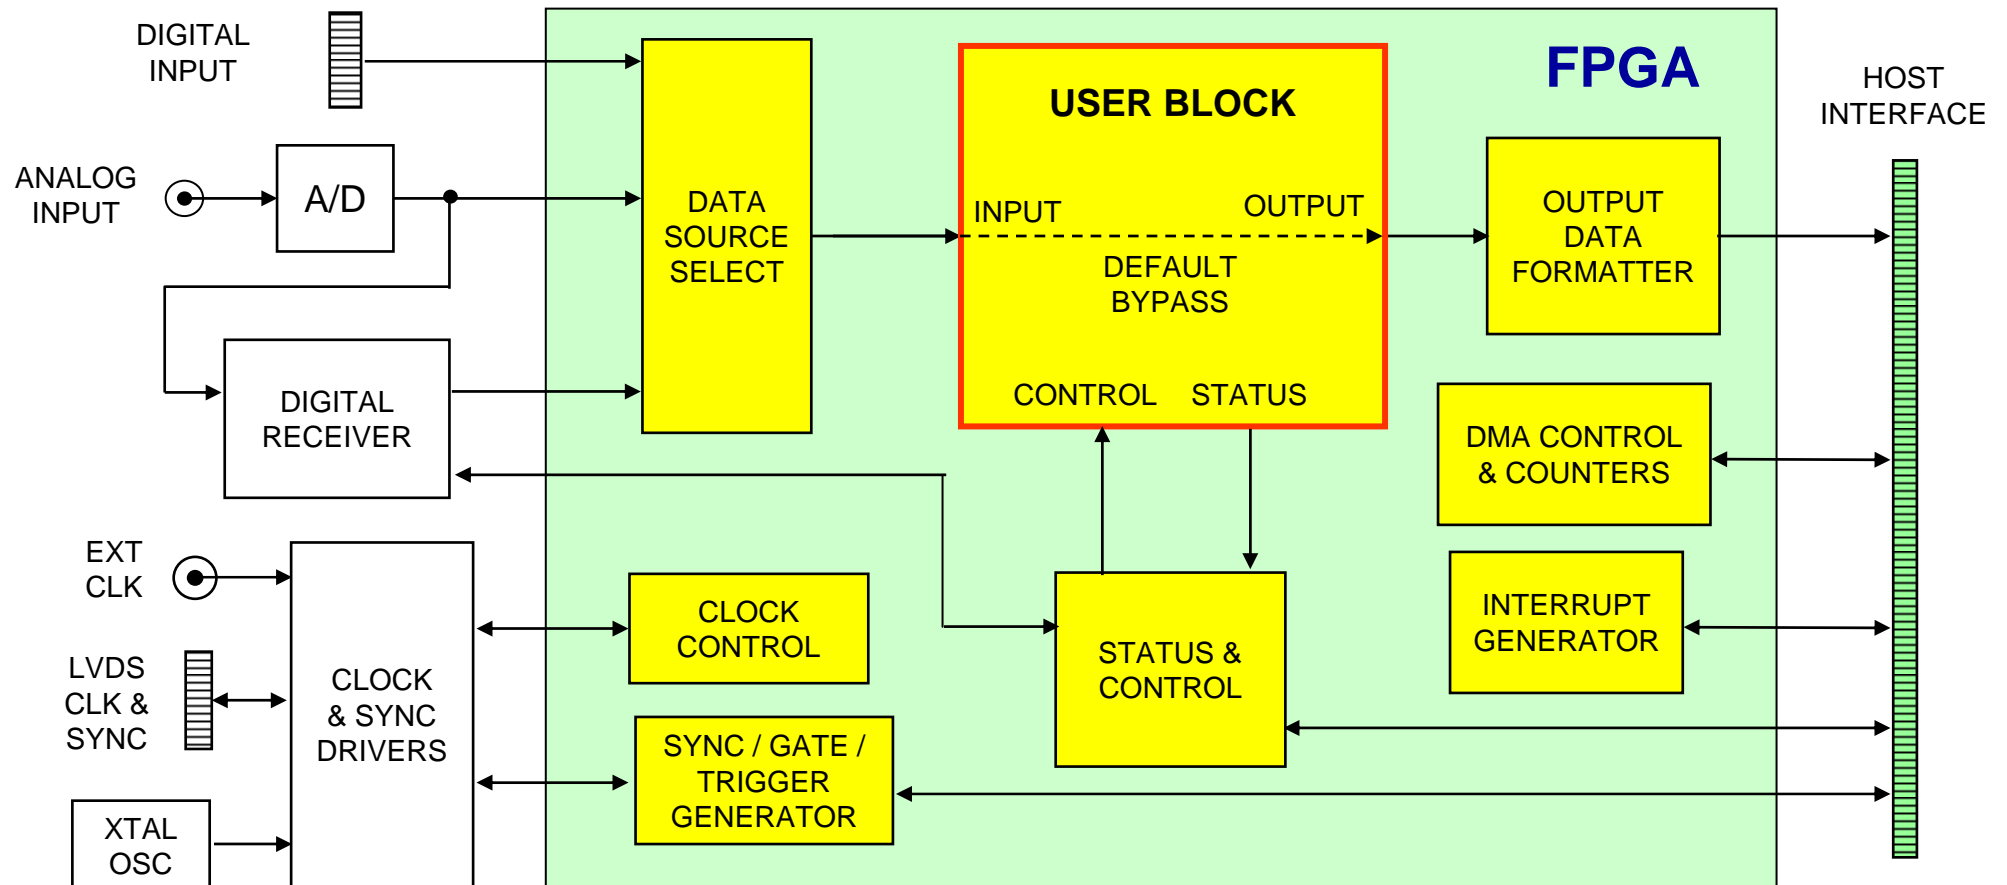 DIGITAL
INPUT
FPGA
HOST
INTERFACE
USER BLOCK
ANALOG
INPUT
A/D
DATA
SOURCE
SELECT
INPUT
OUTPUT
DEFAULT
BYPASS
CONTROL
STATUS
OUTPUT
DATA
FORMATTER
DIGITAL
RECEIVER
DMA CONTROL
& COUNTERS
EXT
CLK
CLOCK
CONTROL
INTERRUPT
GENERATOR
LVDS
CLK &
SYNC
CLOCK
& SYNC
DRIVERS
STATUS &
CONTROL
SYNC / GATE /
TRIGGER
GENERATOR
XTAL
OSC